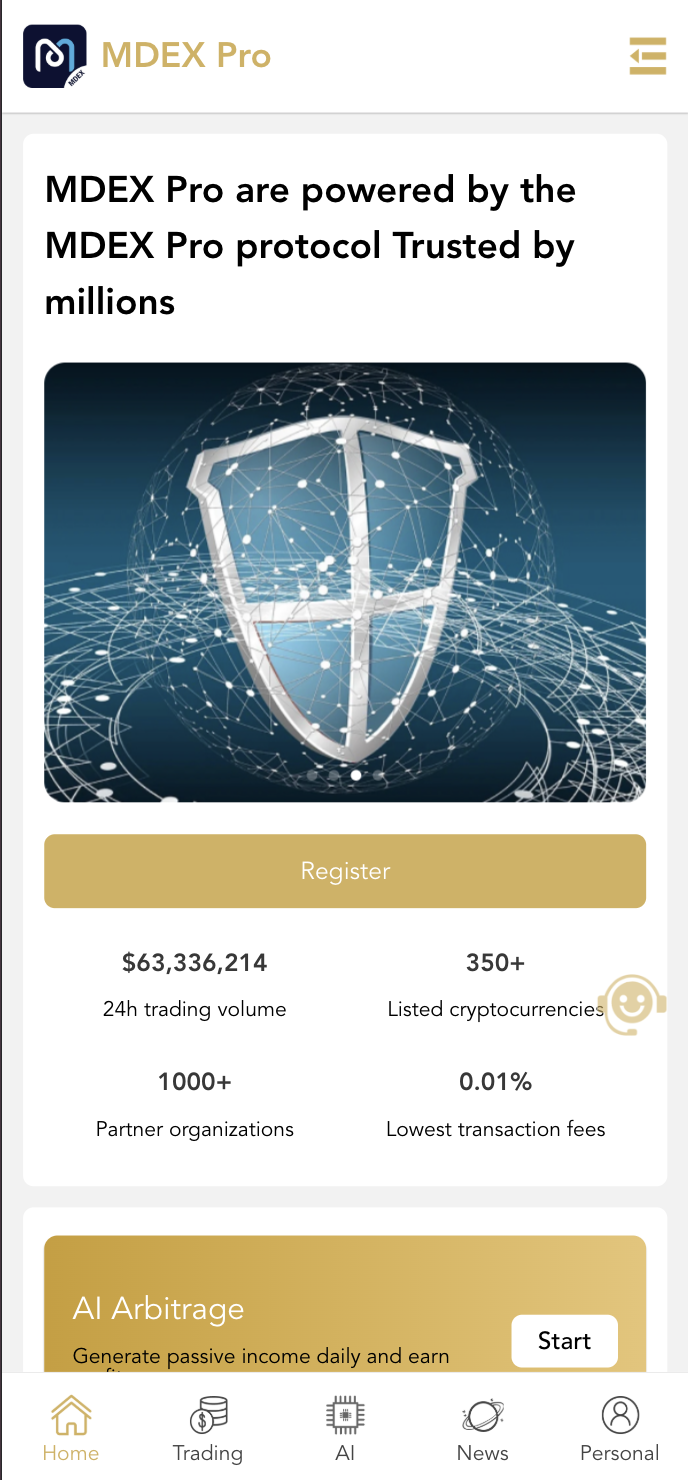 MDEX
MDEX Pro
MDEX Pro are powered by the
MDEX Pro protocol Trusted by
millions
Register
$63,336,214
350+
24h trading volume
Listed cryptocurrencies
1000+
0.01%
Partner organizations
Lowest transaction fees
AI Arbitrage
Start
Generate passive income daily and earn
Home
Trading
AI
News
Personal